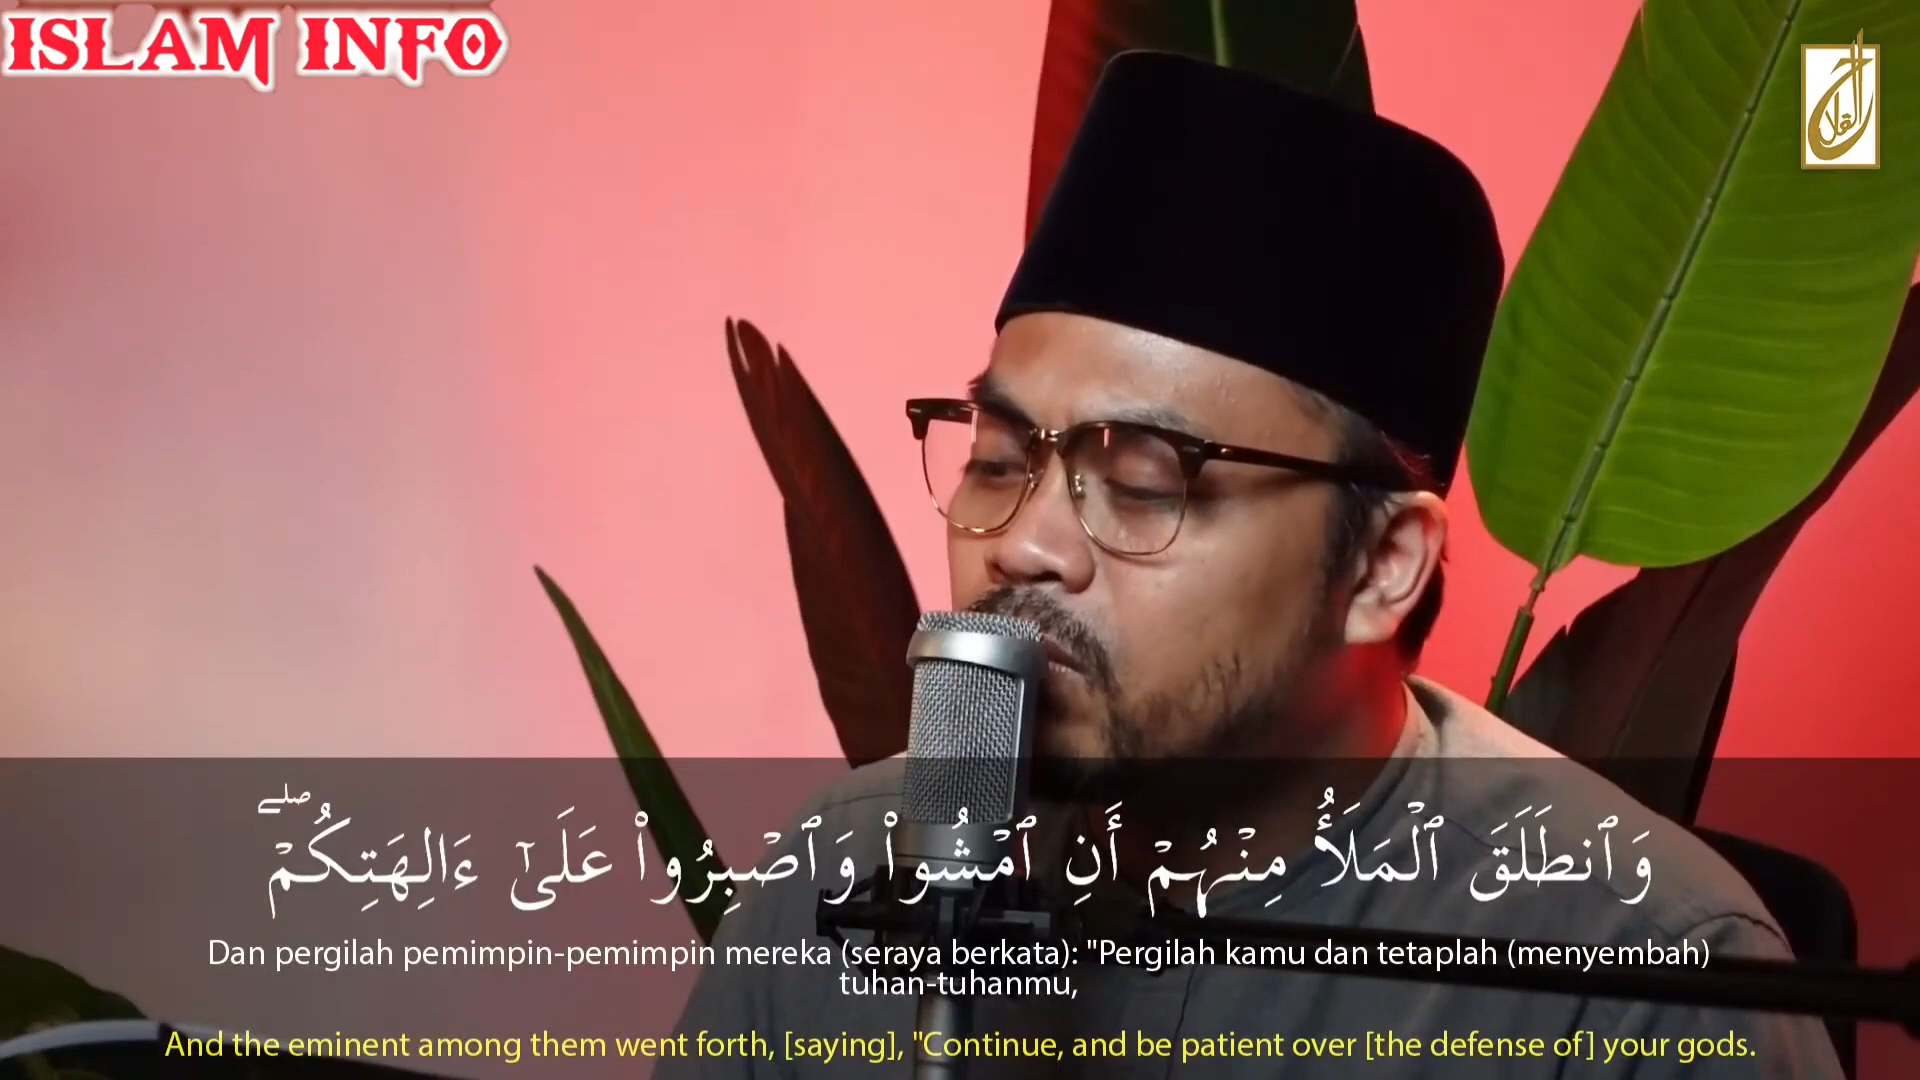 ISLAM INFO
وَٱنطَلَقَ ٱلْمَلَأُ مِنْهُمْ أَنِ ٱمْشُوا۟ وَٱصْبِرُوا۟ عَلَىٰٓ ءَالِهَتِكُمْ ۖ
Dan pergilah pemimpin-pemimpin mereka (seraya berkata): "Pergilah kamu dan tetaplah (menyembah)
tuhan-tuhanmu,
And the eminent among them went forth, [saying], "Continue, and be patient over [the defense of] your gods.